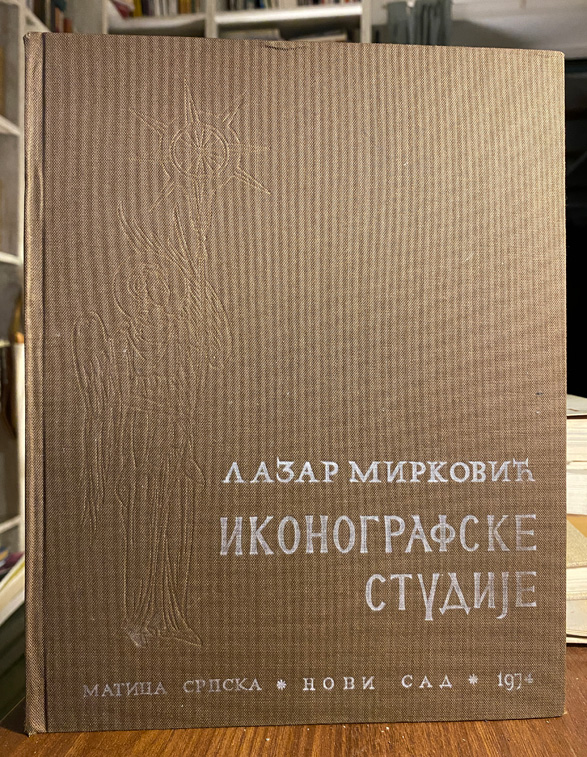 ЛАЗАР МИРКОВИЋ
ИКОНОГРАФСКЕ
СТУДИЈЕ
МАТИЦА СРПСКА * НОВИ САД * 1974